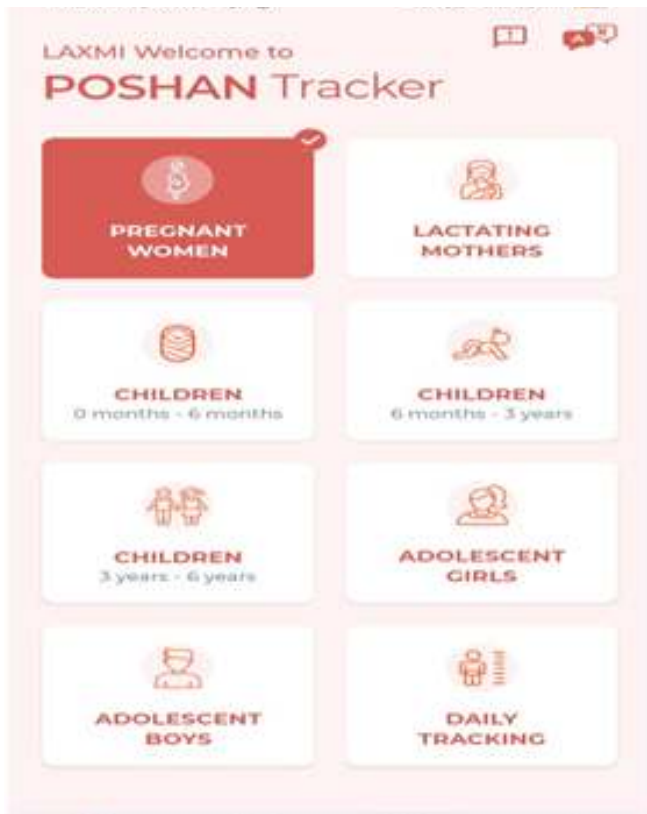 LAXMI Welcome to
POSHAN Tracker
PREGNANT
WOMEN
LACTATING
MOTHERS
CHILDREN
0 months - 6 months
CHILDREN
6 months - 3 years
CHILDREN
3 years - 6 years
ADOLESCENT
GIRLS
ADOLESCENT
BOYS
DAILY
TRACKING